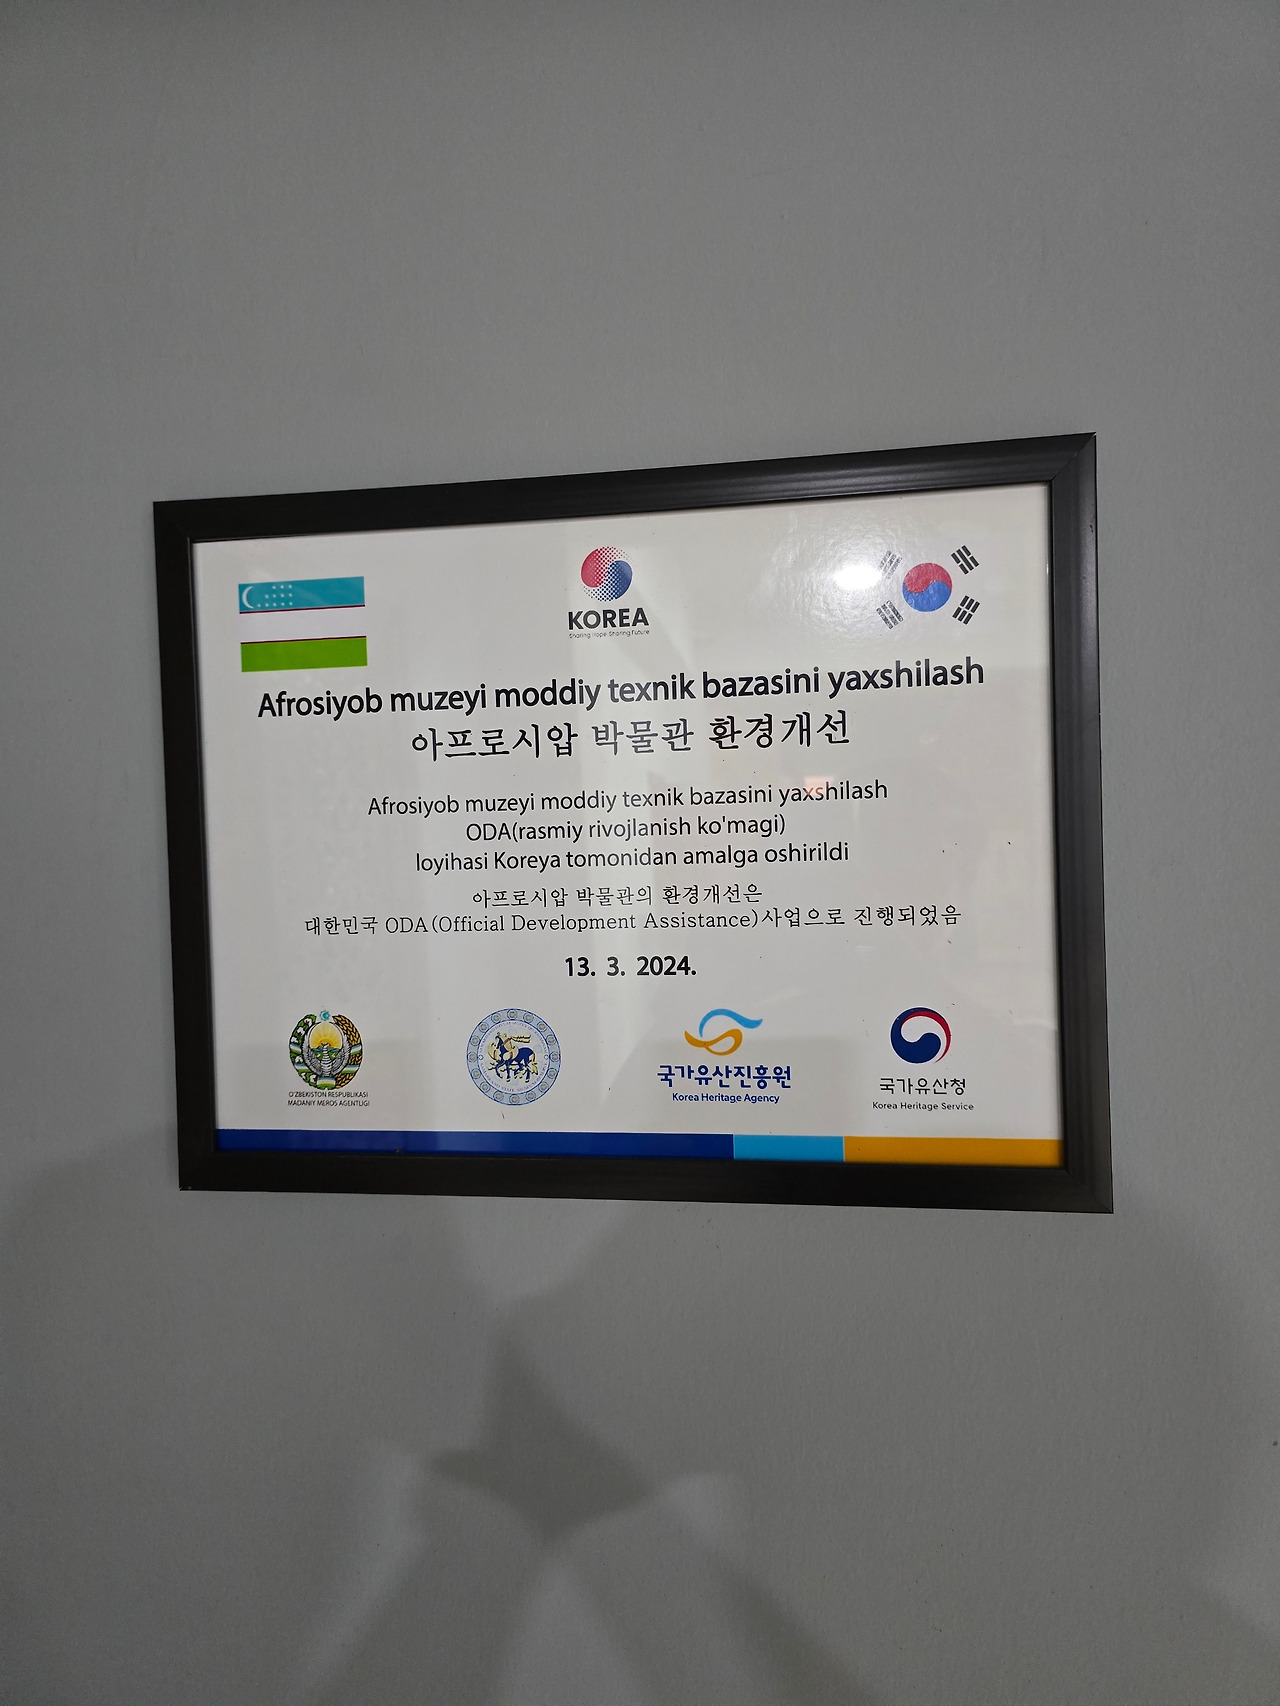 KOREA
Sharing Hope Sharing Future
Afrosiyob muzeyi moddiy texnik bazasini yaxshilash
아프로시압 박물관 환경개선
Afrosiyob muzeyi moddiy texnik bazasini yaxshilash
ODA(rasmiy rivojlanish ko'magi)
loyihasi Koreya tomonidan amalga oshirildi
아프로시압 박물관의 환경개선은
대한민국 ODA(Official Development Assistance)사업으로 진행되었음
13. 3. 2024.
O'ZBEKISTON RESPUBLIKASI
MADANIY MEROS AGENTLIGI
국가유산진흥원
Korea Heritage Agency
국가유산청
Korea Heritage Service